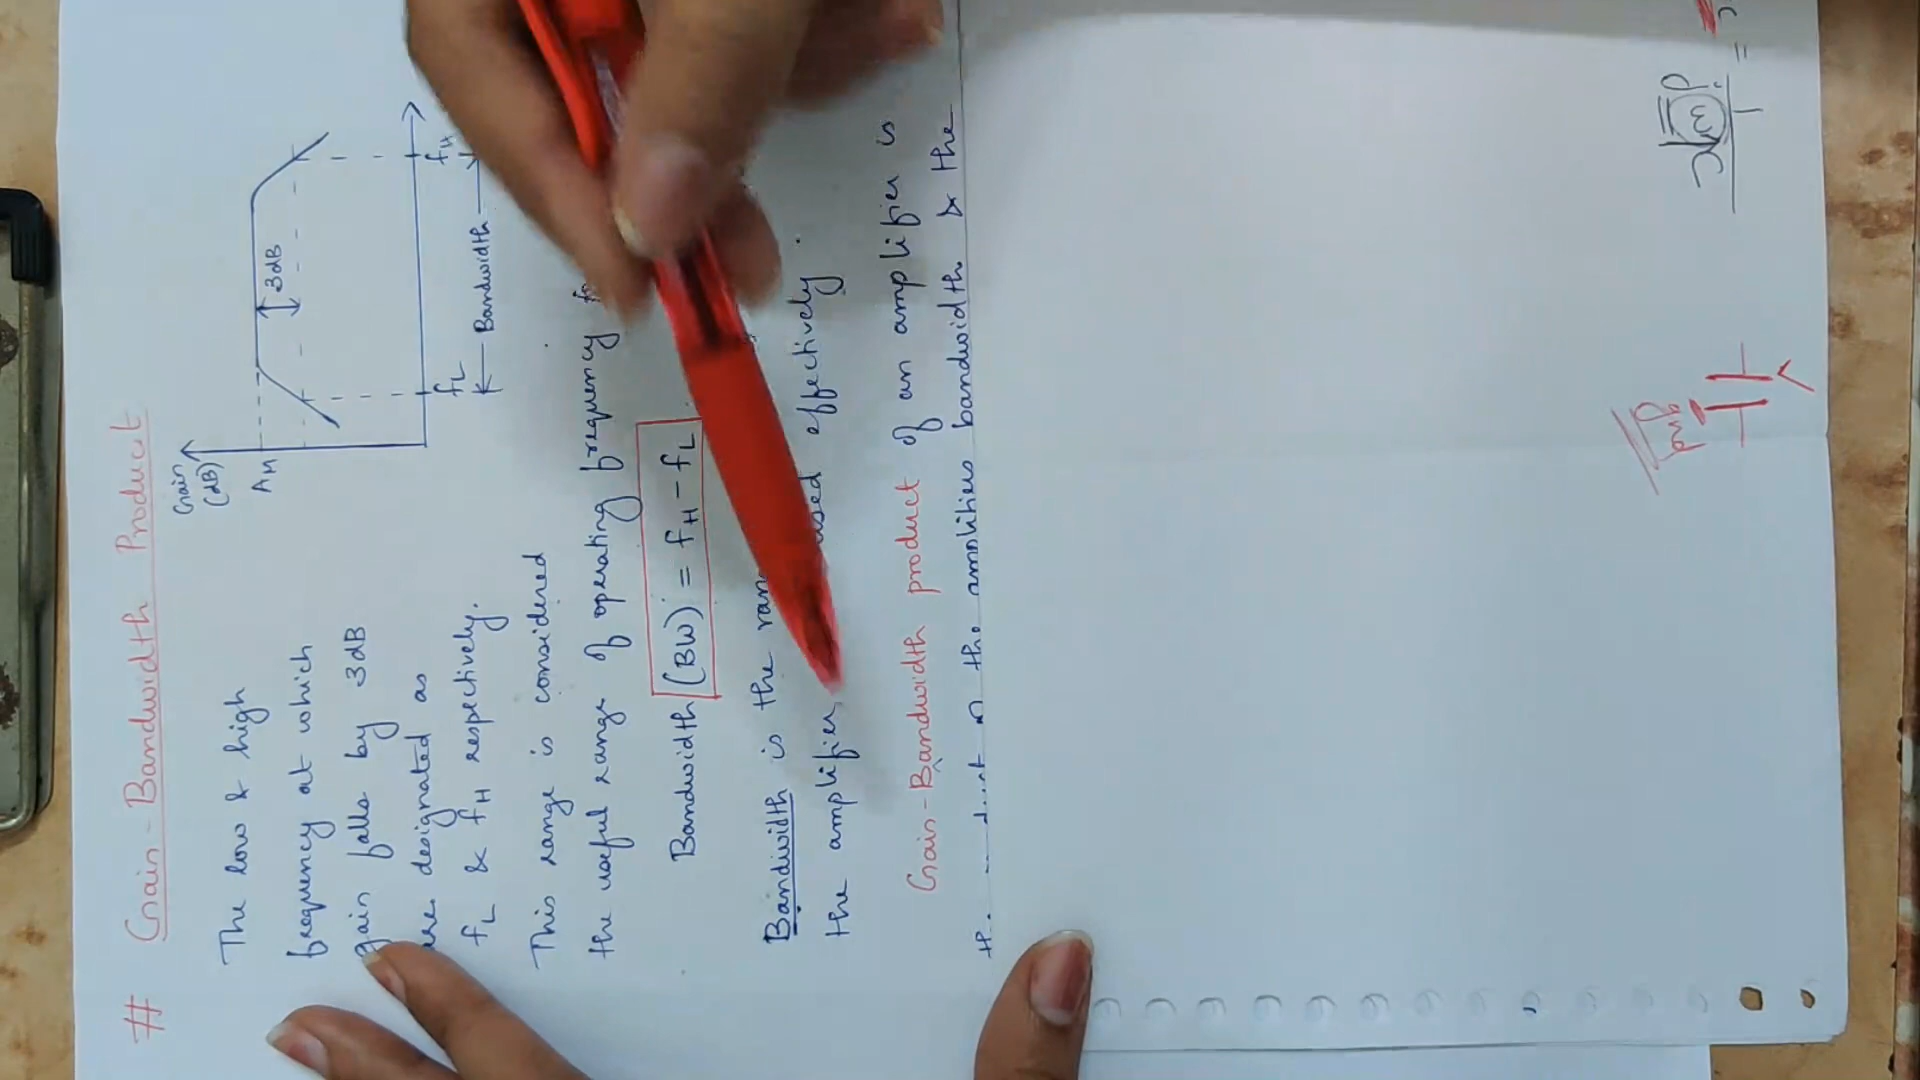 # Gain-Bandwidth Product
The low & high
frequency at which
gain falls by 3dB
are designated as
fL & fH respectively.
Gain
(dB)
AM
3dB
fL
fH
Bandwidth
This range is considered
the useful range of operating frequency
Bandwidth (BW) = fH - fL
Bandwidth is the
the amplifier used effectively.
Gain-Bandwidth product of an amplifier is
the amplifiers bandwidth & the